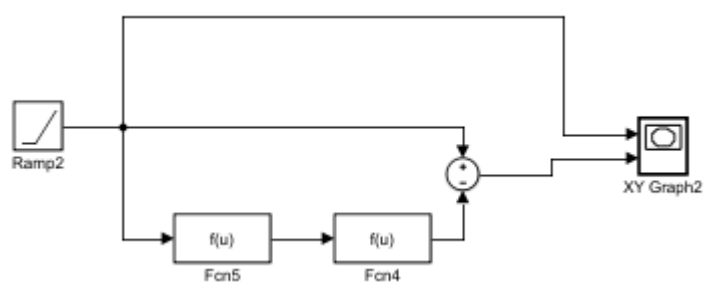 Ramp2
+
−
XY Graph2
f(u)
f(u)
Fcn5
Fcn4